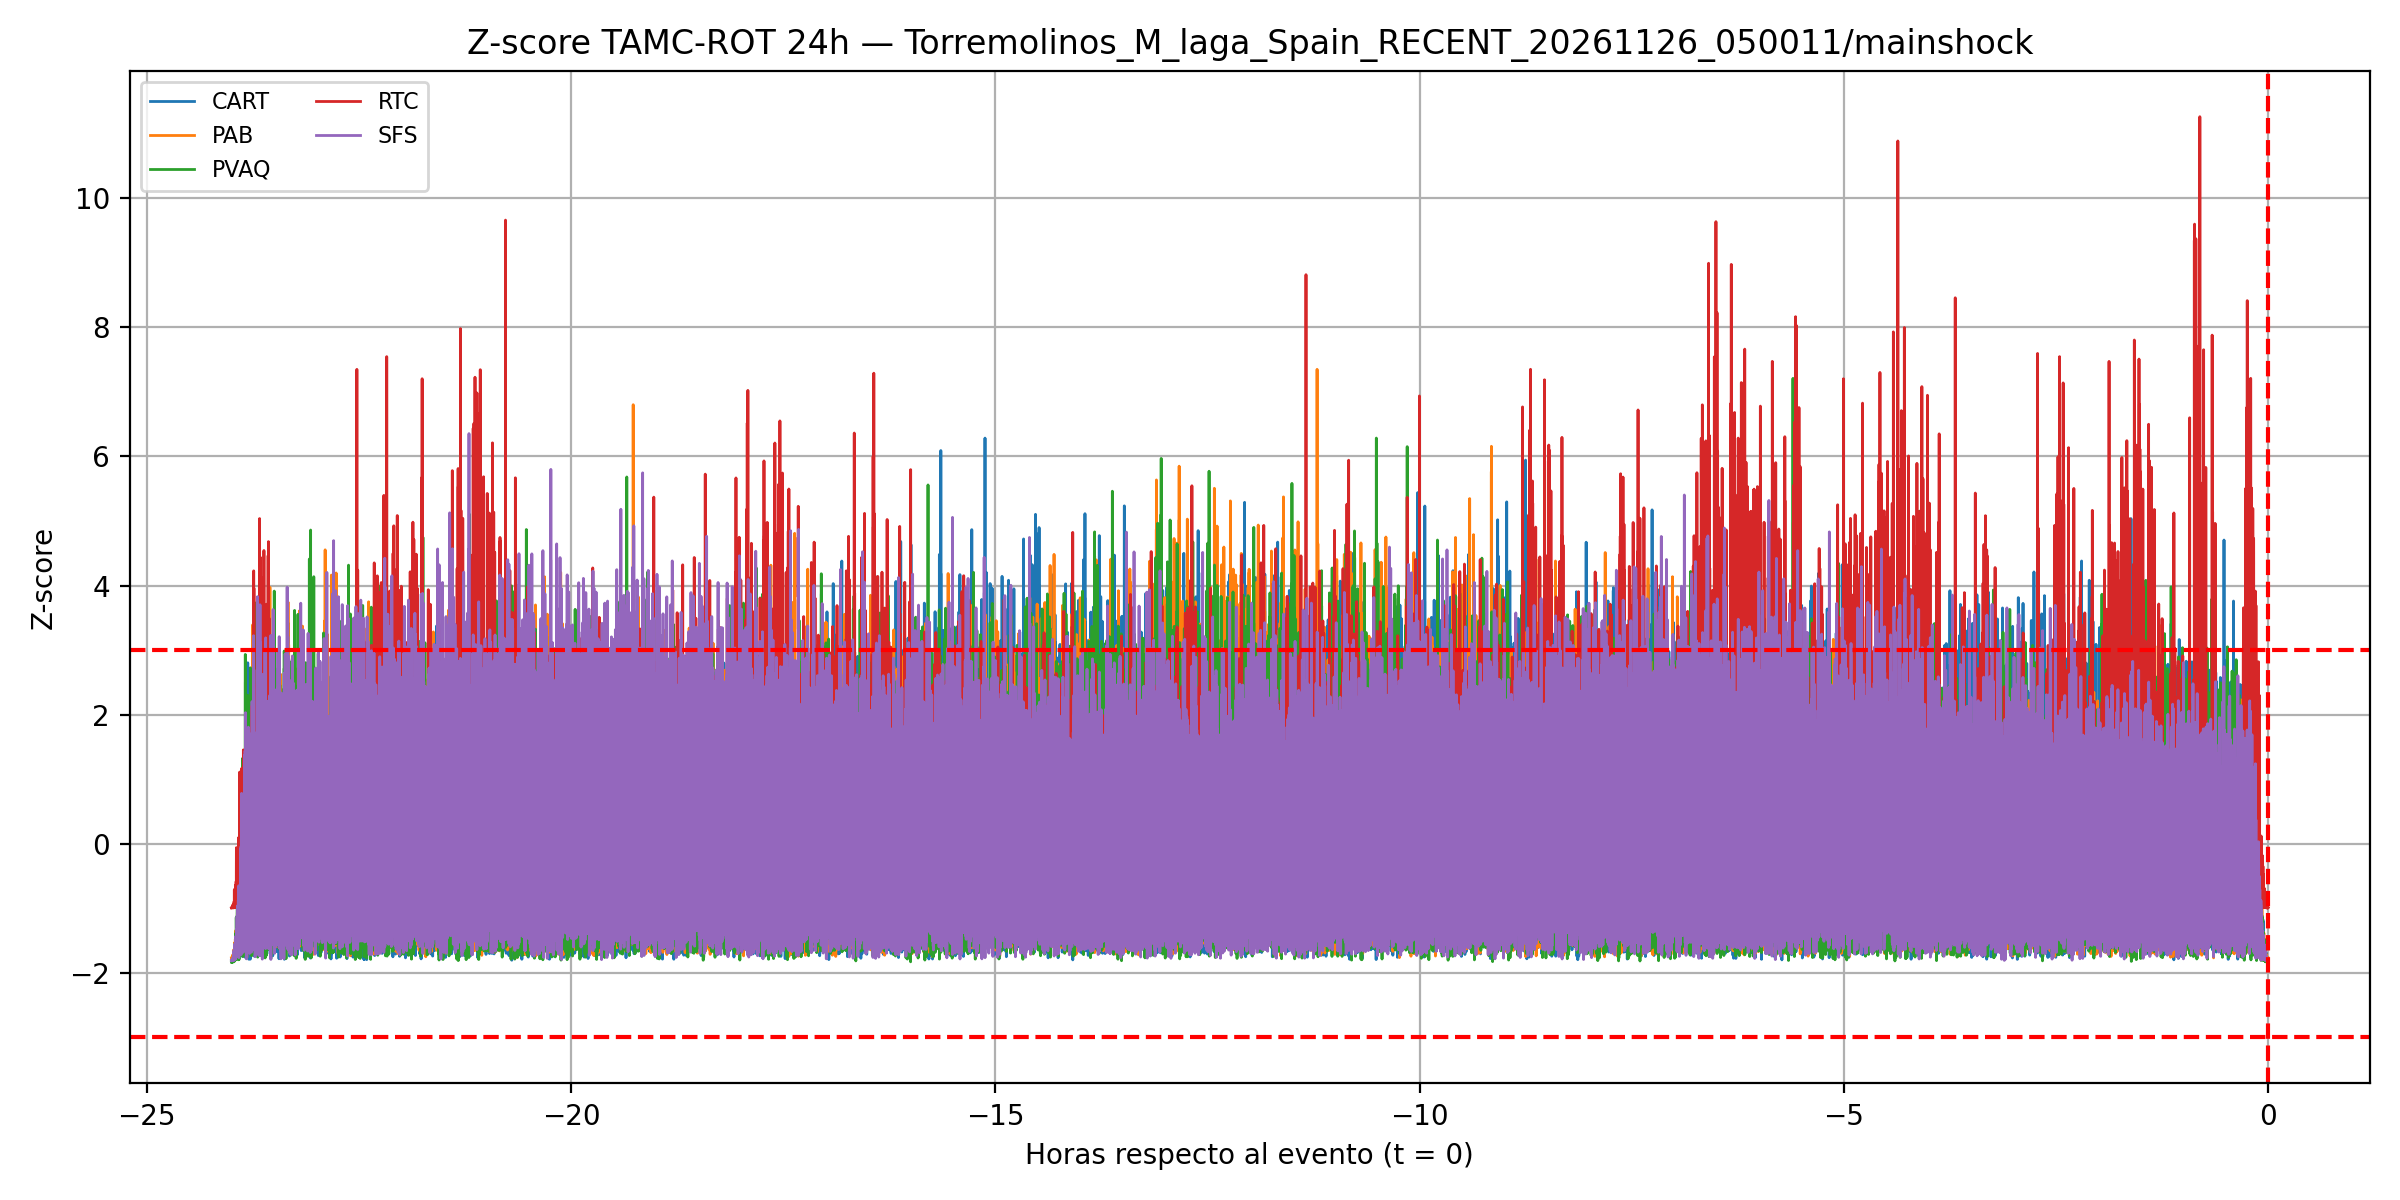 Z-score TAMC-ROT 24h — Torremolinos_M_laga_Spain_RECENT_20261126_050011/mainshock
CART
PAB
PVAQ
RTC
SFS
Z-score
10
8
6
4
2
0
−2
−25
−20
−15
−10
−5
0
Horas respecto al evento (t = 0)